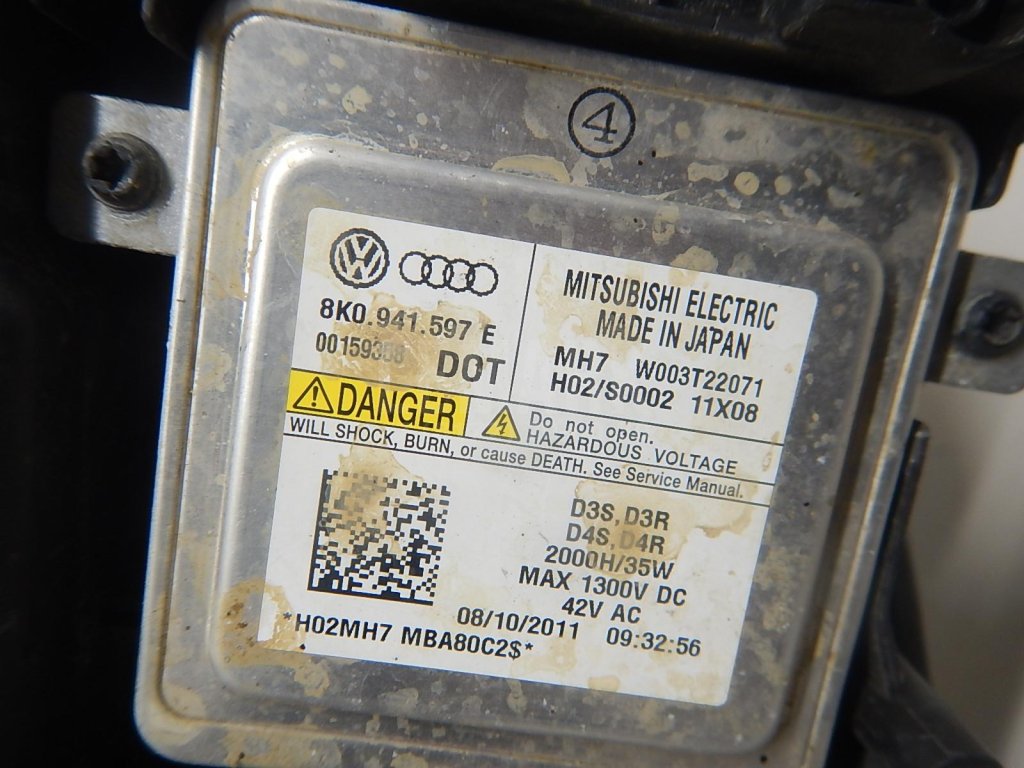 4
VW
8K0.941.597 E
DOT
MITSUBISHI ELECTRIC
MADE IN JAPAN
MH7 W003T22071
H02/S0002 11X08
DANGER
Do not open.
HAZARDOUS VOLTAGE
WILL SHOCK, BURN, or cause DEATH. See Service Manual.
D3S, D3R
D4S, D4R
2000H/35W
MAX 1300V DC
42V AC
08/10/2011 09:32:56
*H02MH7 MBA80C2$*